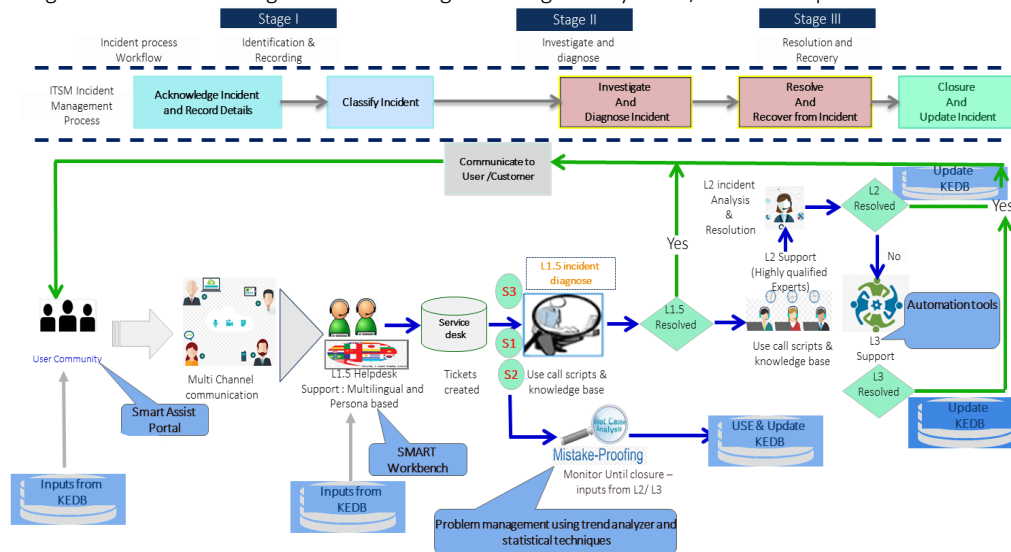 Stage I
Stage II
Stage III
Incident process
Workflow
Identification &
Recording
Investigate and
diagnose
Resolution and
Recovery
ITSM Incident
Management
Process
Acknowledge Incident
and Record Details
Classify Incident
Investigate
And
Diagnose Incident
Resolve
And
Recover from Incident
Closure
And
Update Incident
Communicate to
User /Customer
L2 incident
Analysis
&
Resolution
L2
Resolved
Update
KEDB
Yes
Yes
No
L2 Support
(Highly qualified
Experts)
L1.5 incident
diagnose
S3
S1
S2
Service
desk
L1.5
Resolved
Automation tools
L3
Support
User Community
Multi Channel
communication
L1.5 Helpdesk
Support : Multilingual and
Persona based
Tickets
created
Use call scripts &
knowledge base
Use call scripts &
knowledge base
L3
Resolved
Update
KEDB
Smart Assist
Portal
SMART
Workbench
Root Cause
Analysis
Mistake-Proofing
Monitor Until closure –
inputs from L2/ L3
USE & Update
KEDB
Inputs from
KEDB
Inputs from
KEDB
Problem management using trend analyzer and
statistical techniques